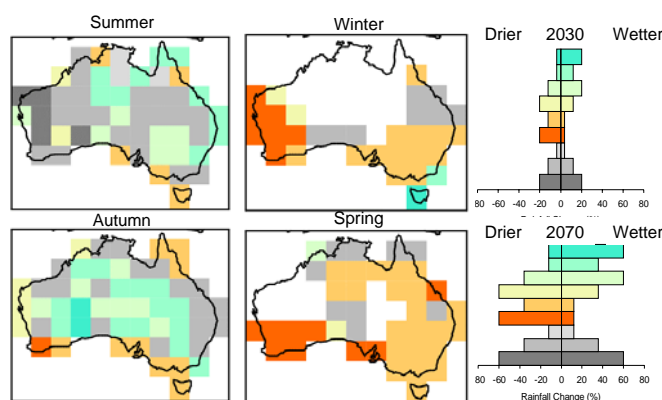 Summer
Winter
Drier 2030 Wetter
-80 -60 -40 -20 0 20 40 60 80
Autumn
Spring
Drier 2070 Wetter
-80 -60 -40 -20 0 20 40 60 80
Rainfall Change (%)